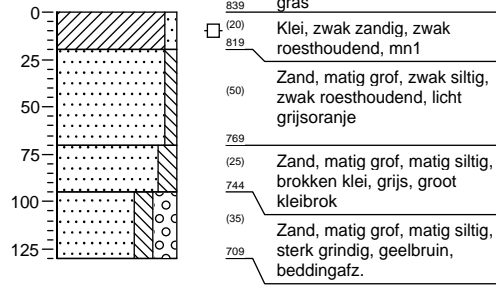 0
25
50
75
100
125
839
gras
(20)
Klei, zwak zandig, zwak
819
roesthoudend, mn1
(50)
Zand, matig grof, zwak siltig,
zwak roesthoudend, licht
grijsoranje
769
(25)
Zand, matig grof, matig siltig,
744
brokken klei, grijs, groot
kleibrok
(35)
Zand, matig grof, matig siltig,
709
sterk grindig, geelbruin,
beddingafz.